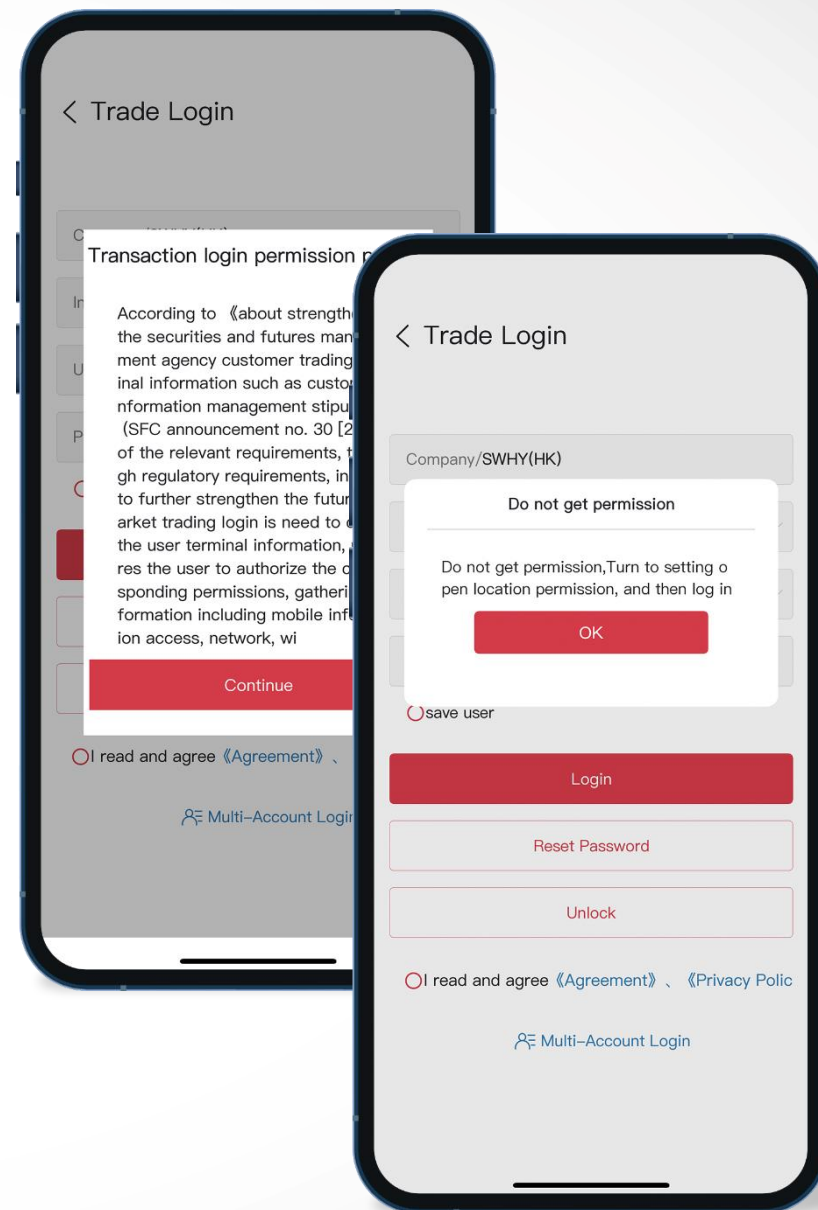 Trade Login
Transaction login permission
According to 《about strength
the securities and futures man
ment agency customer trading
inal information such as custo
nformation management stipu
(SFC announcement no. 30 [2
of the relevant requirements, t
gh regulatory requirements, in
to further strengthen the futur
arket trading login is need to
the user terminal information,
res the user to authorize the
sponding permissions, gatheri
formation including mobile inf
ion access, network, wi
Continue
I read and agree 《Agreement》 、
Multi-Account Login
Trade Login
Company/SWHY(HK)
Do not get permission
Do not get permission,Turn to setting o
pen location permission, and then log in
OK
save user
Login
Reset Password
Unlock
I read and agree 《Agreement》 、 《Privacy Polic
Multi-Account Login